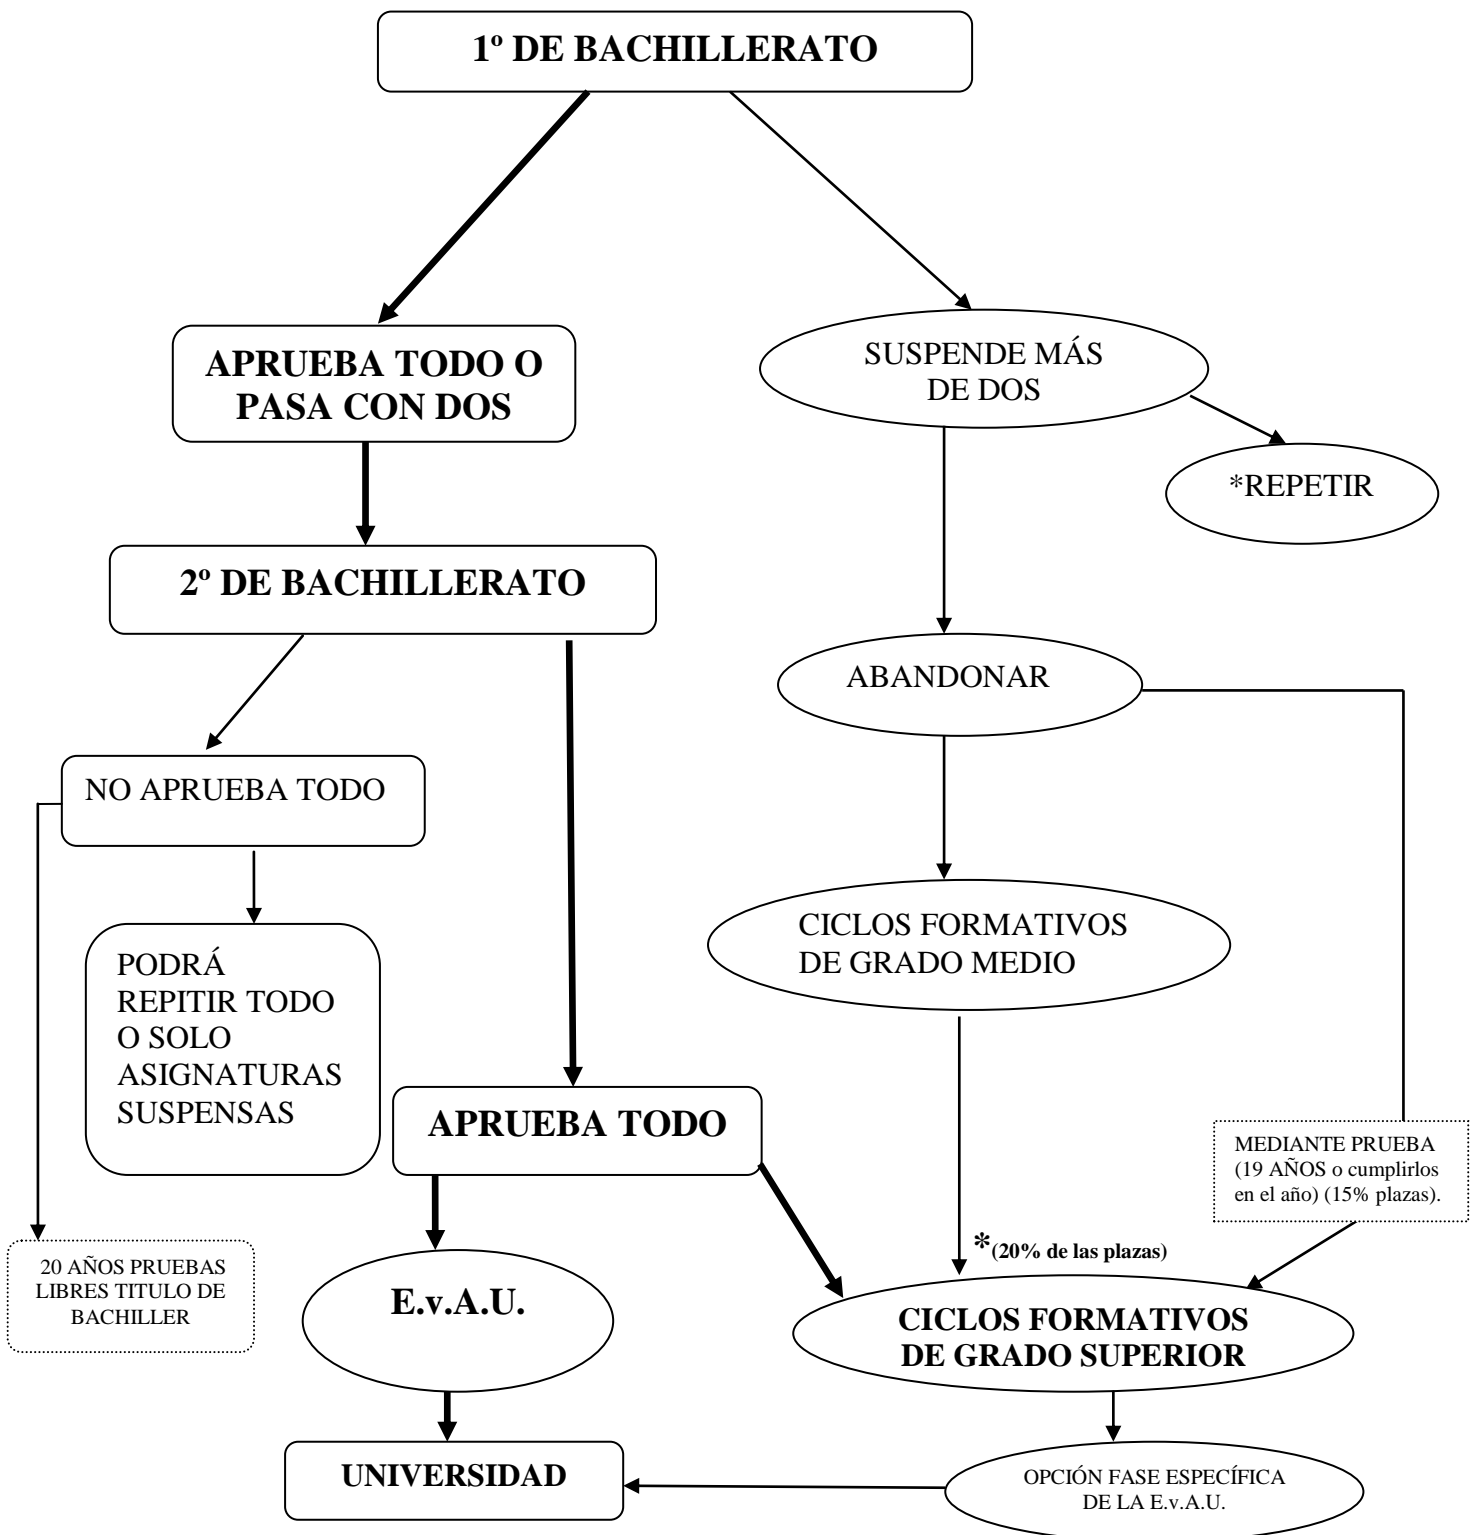 1º DE BACHILLERATO
APRUEBA TODO O
PASA CON DOS
SUSPENDE MÁS
DE DOS
*REPETIR
2º DE BACHILLERATO
ABANDONAR
NO APRUEBA TODO
CICLOS FORMATIVOS
DE GRADO MEDIO
PODRÁ
REPITIR TODO
O SOLO
ASIGNATURAS
SUSPENSAS
APRUEBA TODO
MEDIANTE PRUEBA
(19 AÑOS o cumplirlos
en el año) (15% plazas).
20 AÑOS PRUEBAS
LIBRES TITULO DE
BACHILLER
*(20% de las plazas)
E.v.A.U.
CICLOS FORMATIVOS
DE GRADO SUPERIOR
UNIVERSIDAD
OPCIÓN FASE ESPECÍFICA
DE LA E.v.A.U.